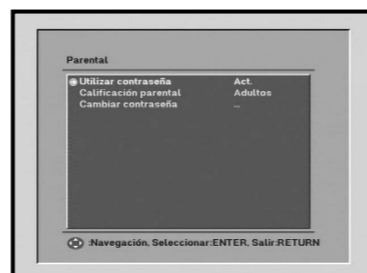 Parental
Utilizar contraseña Act.
Calificación parental Adultos
Cambiar contraseña ...
:Navegación, Seleccionar:ENTER, Salir:RETURN